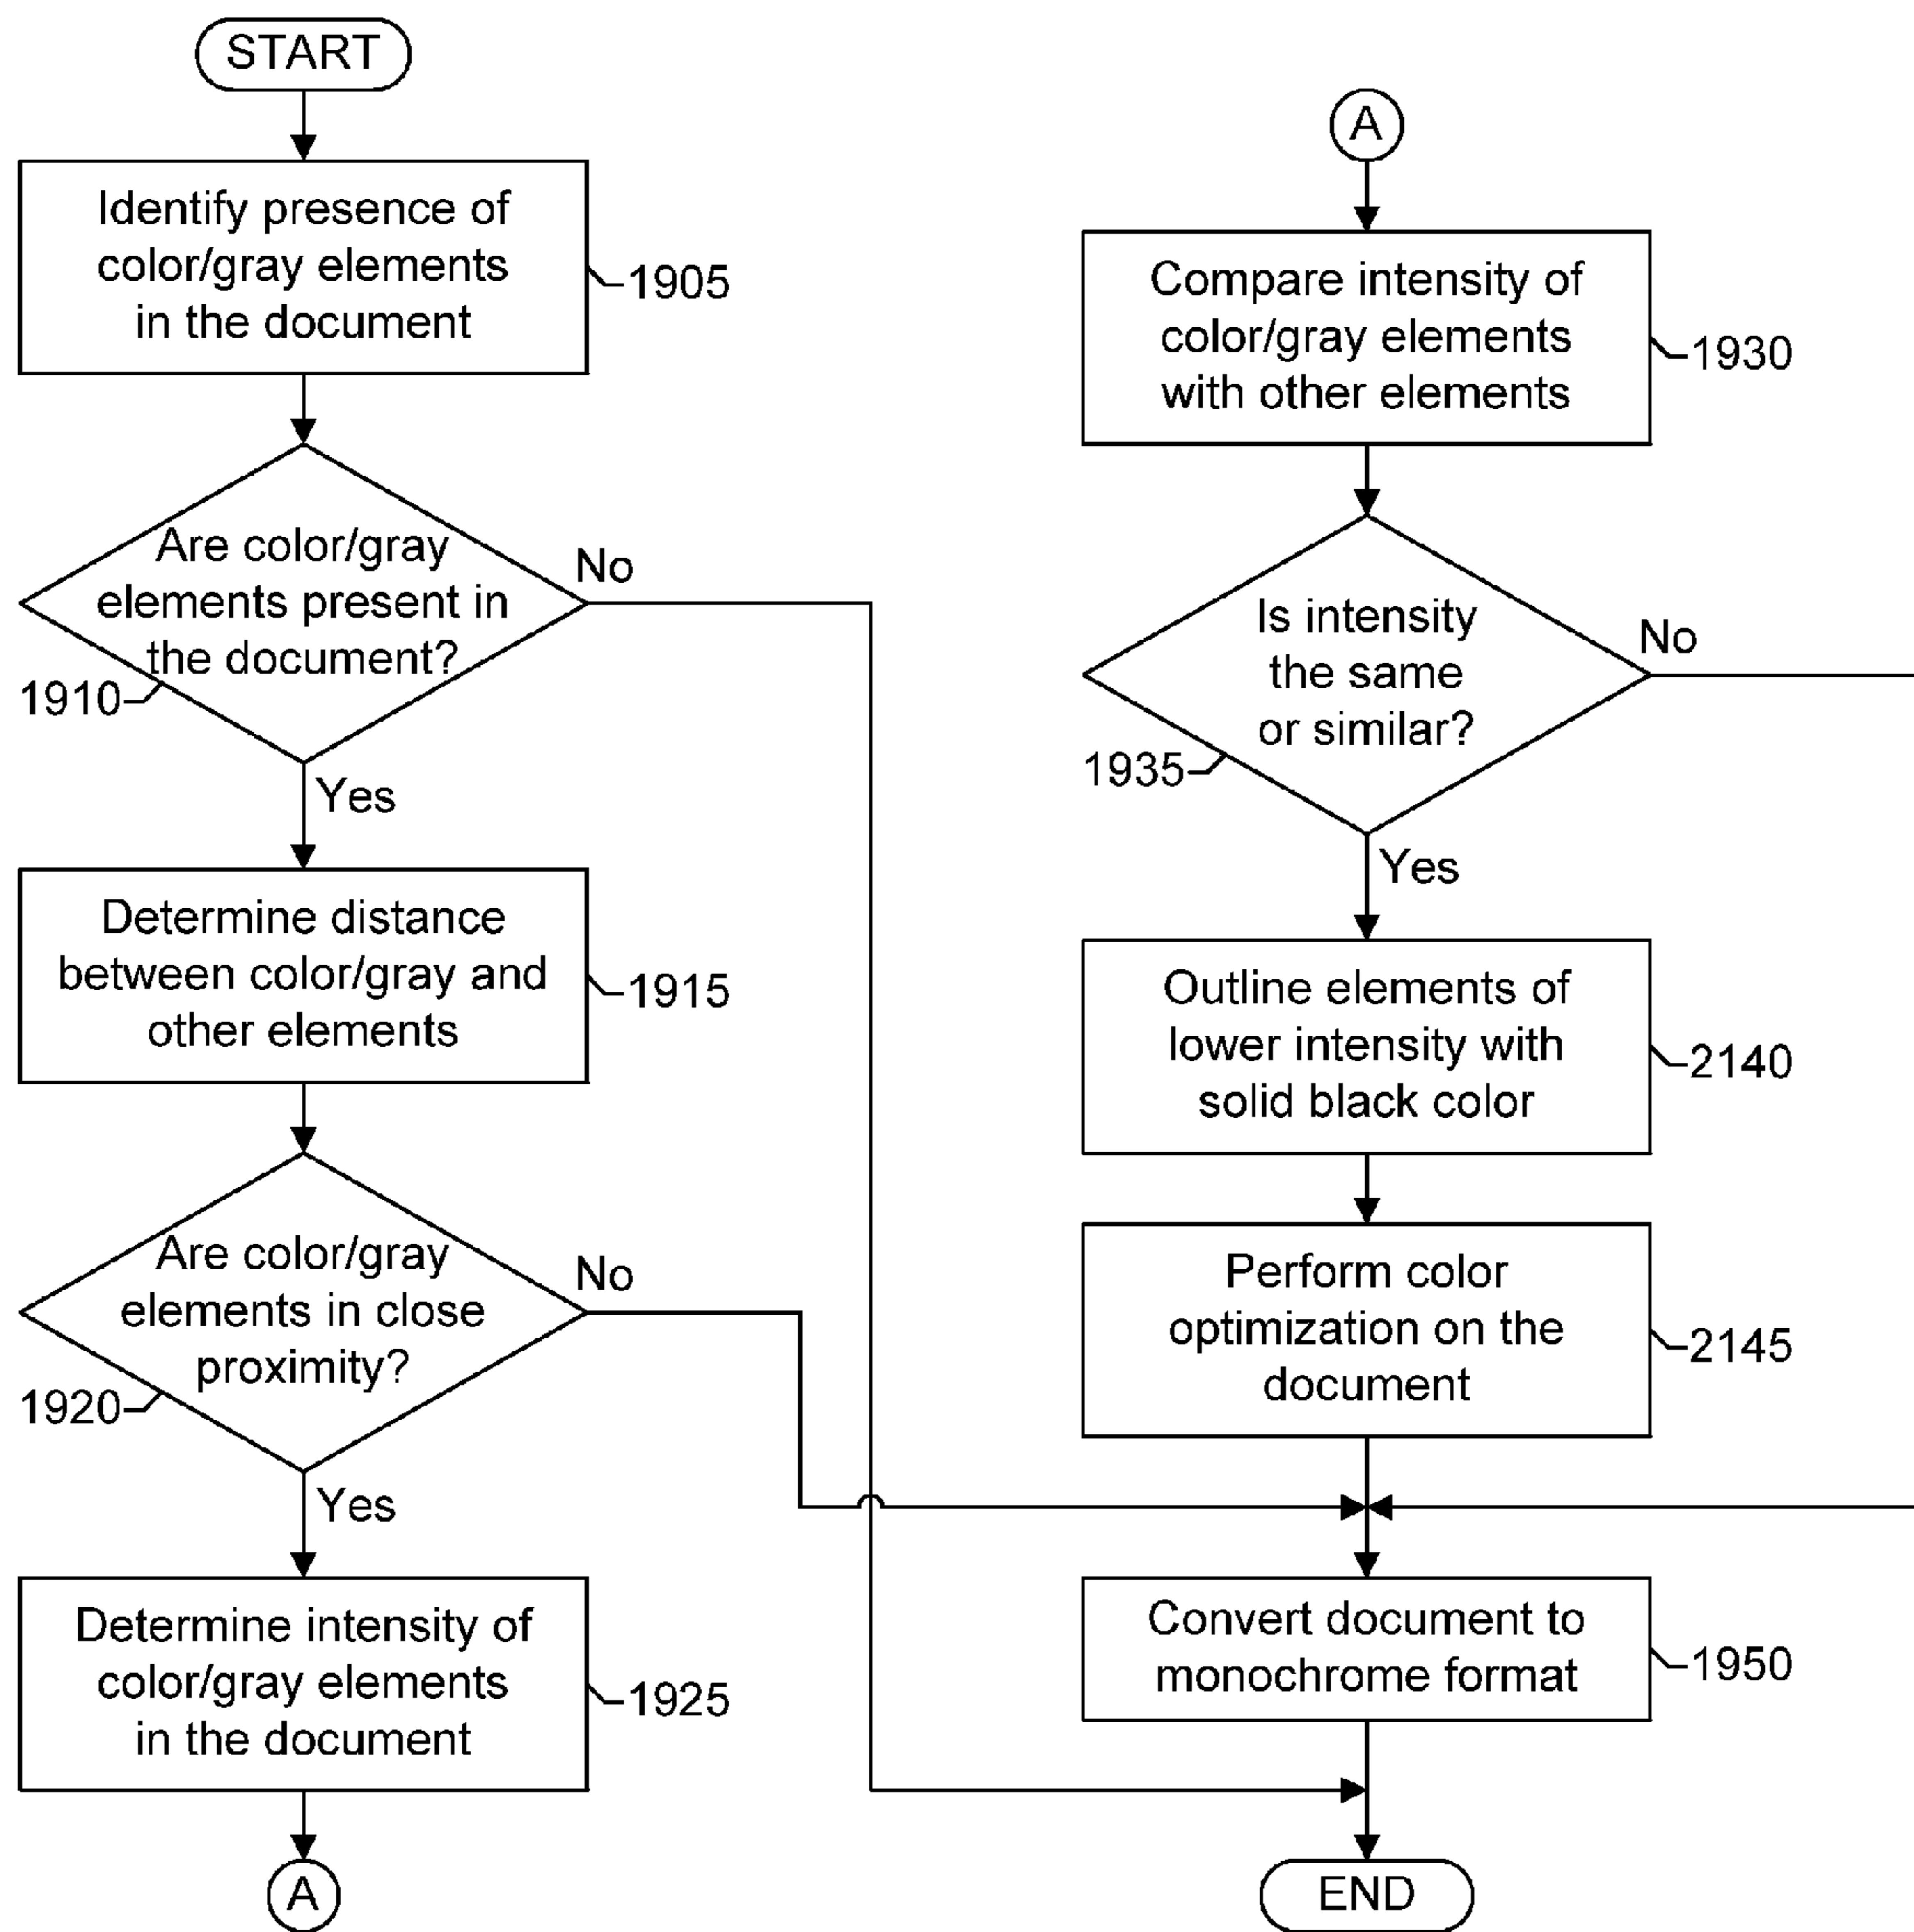 START
Identify presence of
color/gray elements
in the document
1905
Are color/gray
elements present in
the document?
No
1910
Yes
Determine distance
between color/gray and
other elements
1915
Are color/gray
elements in close
proximity?
No
1920
Yes
Determine intensity of
color/gray elements
in the document
1925
A
A
Compare intensity of
color/gray elements
with other elements
1930
Is intensity
the same
or similar?
No
1935
Yes
Outline elements of
lower intensity with
solid black color
2140
Perform color
optimization on the
document
2145
Convert document to
monochrome format
1950
END